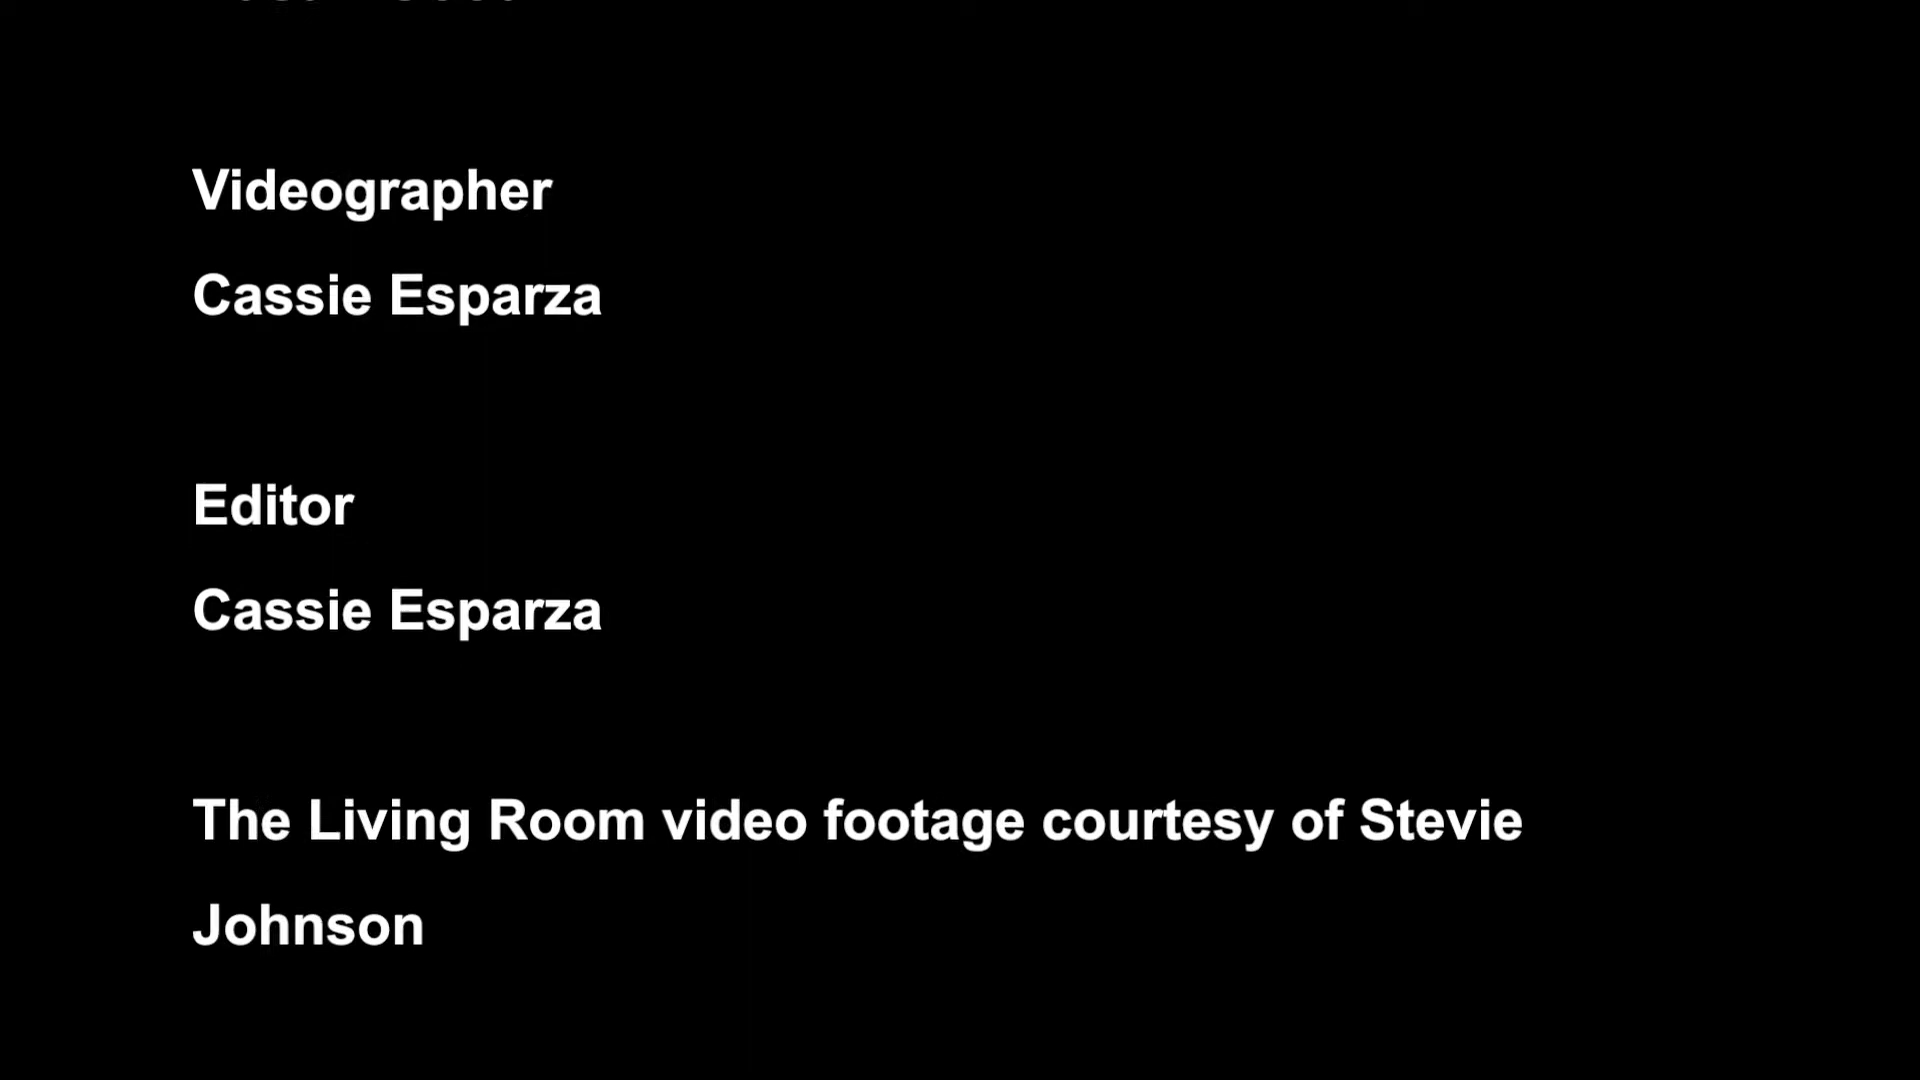 Videographer
Cassie Esparza
Editor
Cassie Esparza
The Living Room video footage courtesy of Stevie
Johnson